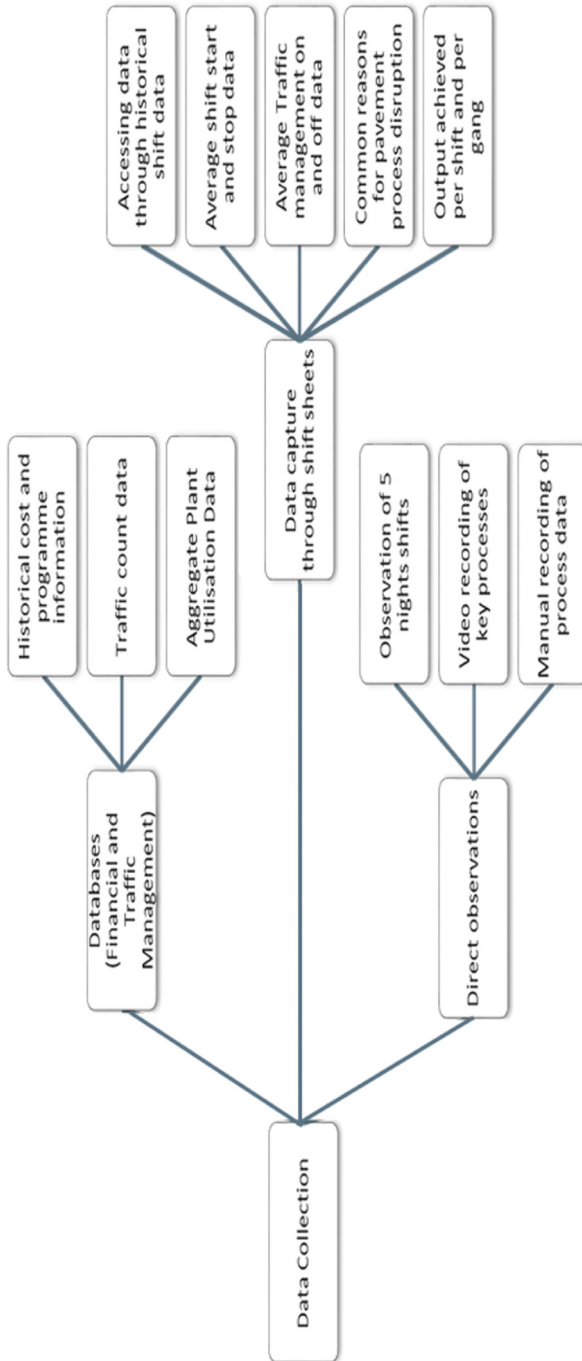 Data Collection
Databases
(Financial and
Traffic
Management)
Historical cost and
programme
information
Traffic count data
Aggregate Plant
Utilisation Data
Data capture
through shift sheets
Accessing data
through historical
shift data
Average shift start
and stop data
Average Traffic
management on
and off data
Common reasons
for pavement
process disruption
Output achieved
per shift and per
gang
Direct observations
Observation of 5
nights shifts
Video recording of
key processes
Manual recording of
process data